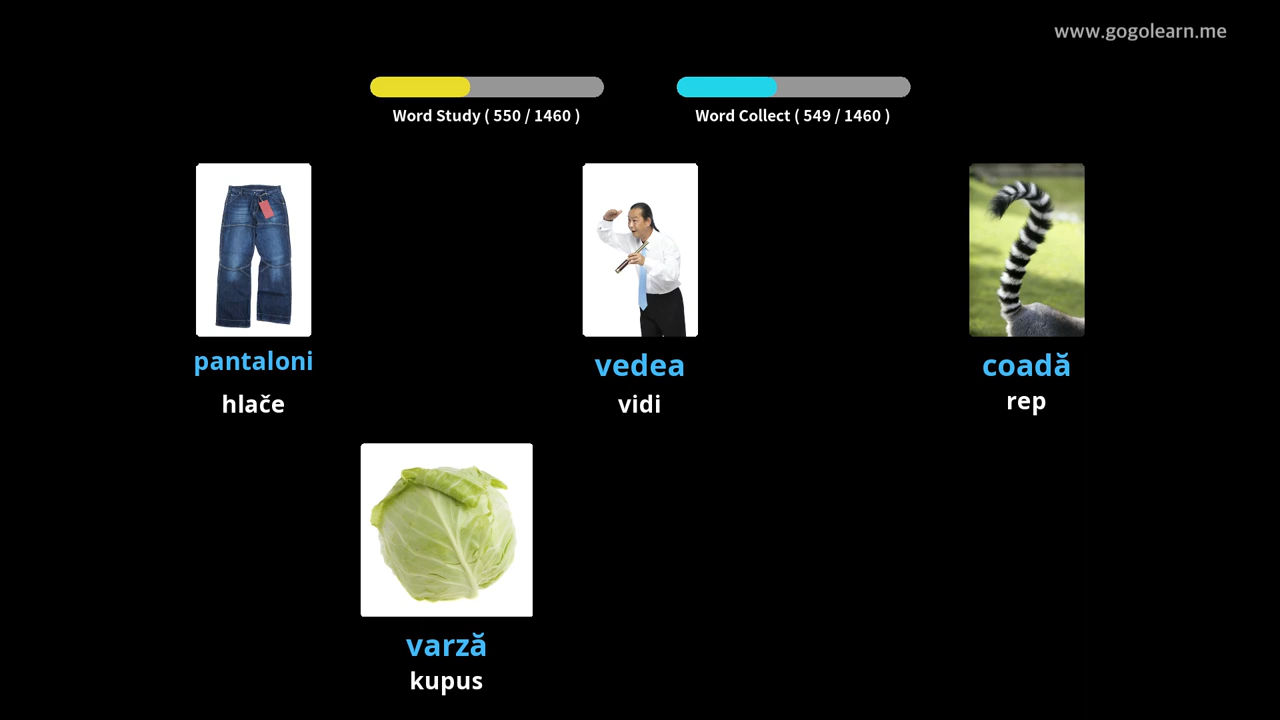 www.gogolearn.me
Word Study ( 550 / 1460 )
Word Collect ( 549 / 1460 )
pantaloni
hlače
vedea
vidi
coadă
rep
varză
kupus